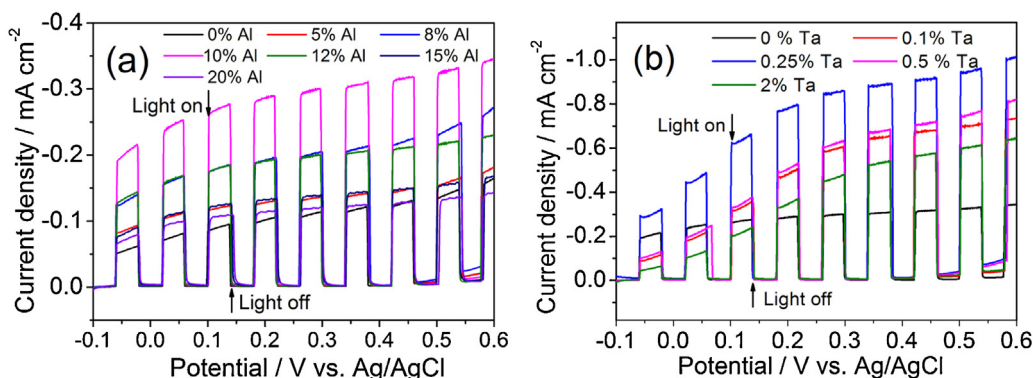 (a)
0% Al 5% Al 8% Al
10% Al 12% Al 15% Al
20% Al
Light on
Light off
-0.4
-0.3
-0.2
-0.1
0.0
Current density / mA cm-2
-0.1 0.0 0.1 0.2 0.3 0.4 0.5 0.6
Potential / V vs. Ag/AgCl
(b)
0 % Ta 0.1% Ta
0.25% Ta 0.5 % Ta
2% Ta
Light on
Light off
-1.0
-0.8
-0.6
-0.4
-0.2
0.0
Current density / mA cm-2
-0.1 0.0 0.1 0.2 0.3 0.4 0.5 0.6
Potential / V vs. Ag/AgCl